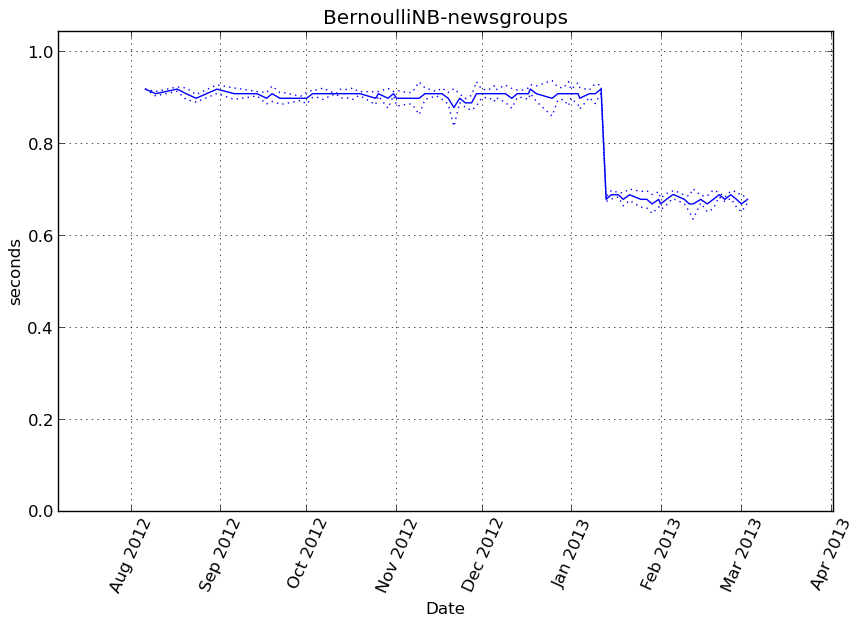 BernoulliNB-newsgroups
1.0
0.8
0.6
0.4
0.2
0.0
seconds
Aug 2012
Sep 2012
Oct 2012
Nov 2012
Dec 2012
Jan 2013
Feb 2013
Mar 2013
Apr 2013
Date